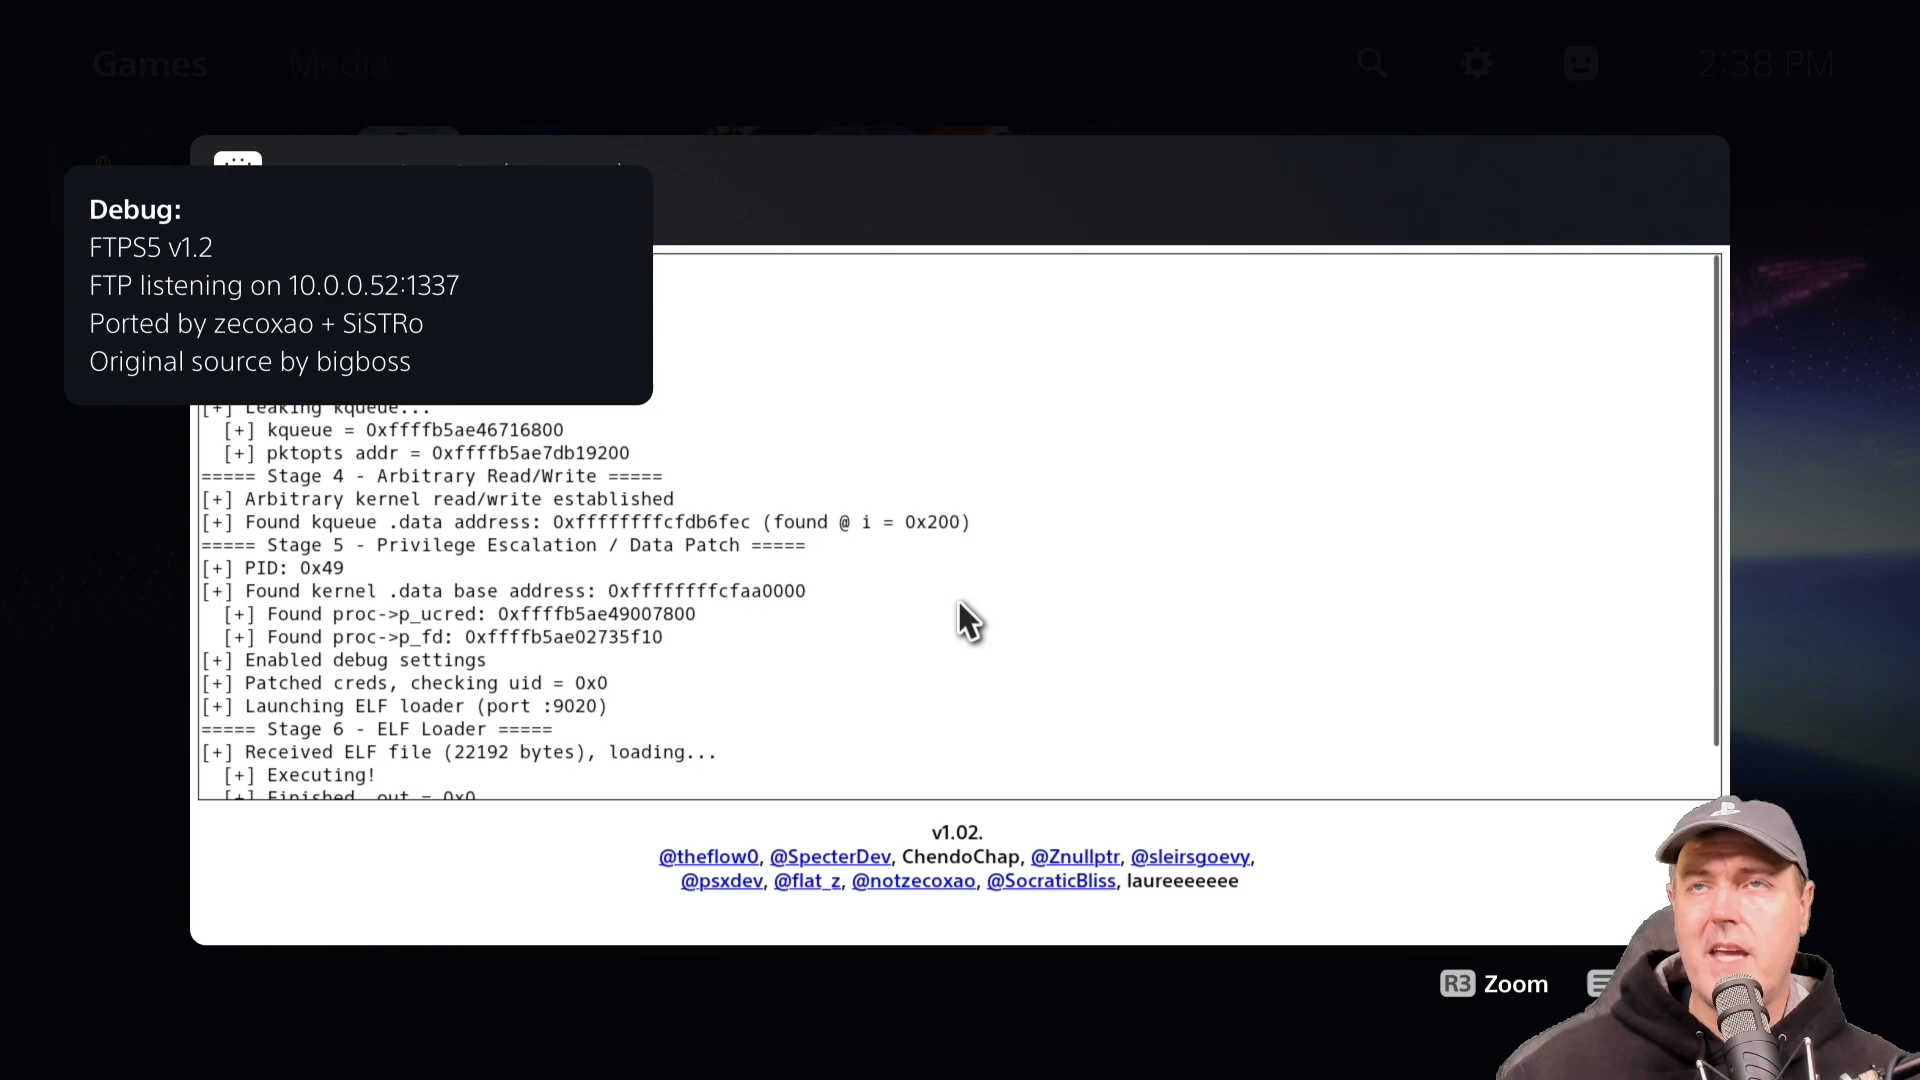 Games
Media
2:38 PM
Debug:
FTPS5 v1.2
FTP listening on 10.0.0.52:1337
Ported by zecoxao + SiSTRo
Original source by bigboss
[+] Leaking kqueue...
[+] kqueue = 0xffffb5ae46716800
[+] pktopts addr = 0xffffb5ae7db19200
===== Stage 4 - Arbitrary Read/Write =====
[+] Arbitrary kernel read/write established
[+] Found kqueue .data address: 0xffffffffcfdb6fec (found @ i = 0x200)
===== Stage 5 - Privilege Escalation / Data Patch =====
[+] PID: 0x49
[+] Found kernel .data base address: 0xffffffffcfaa0000
[+] Found proc->p_ucred: 0xffffb5ae49007800
[+] Found proc->p_fd: 0xffffb5ae02735f10
[+] Enabled debug settings
[+] Patched creds, checking uid = 0x0
[+] Launching ELF loader (port :9020)
===== Stage 6 - ELF Loader =====
[+] Received ELF file (22192 bytes), loading...
[+] Executing!
[+] Finished, out = 0x0
v1.02.
@theflow0, @SpecterDev, ChendoChap, @Znullptr, @sleirsgoevy,
@psxdev, @flat_z, @notzecoxao, @SocraticBliss, laureeeeeee
R3 Zoom